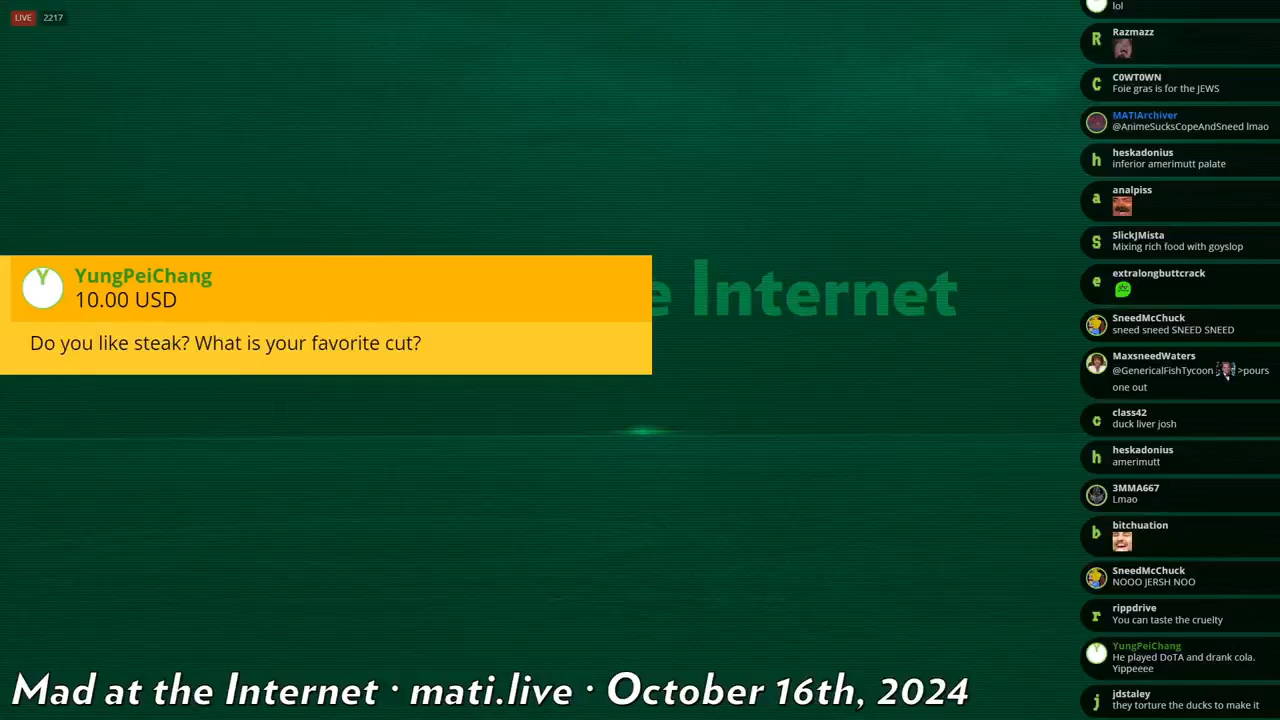 LIVE 2217
e Internet
YungPeiChang
10.00 USD
Do you like steak? What is your favorite cut?
lol
Razmazz
C0WT0WN
Foie gras is for the JEWS
MATIArchiver
@AnimeSucksCopeAndSneed lmao
heskadonius
inferior amerimutt palate
analpiss
SlickJMista
Mixing rich food with goyslop
extralongbuttcrack
SneedMcChuck
sneed sneed SNEED SNEED
MaxsneedWaters
@GenericalFishTycoon >pours
one out
class42
duck liver josh
heskadonius
amerimutt
3MMA667
Lmao
bitchuation
SneedMcChuck
NOOO JERSH NOO
rippdrive
You can taste the cruelty
YungPeiChang
He played DoTA and drank cola.
Yippeeee
jdstaley
they torture the ducks to make it
Mad at the Internet · mati.live · October 16th, 2024